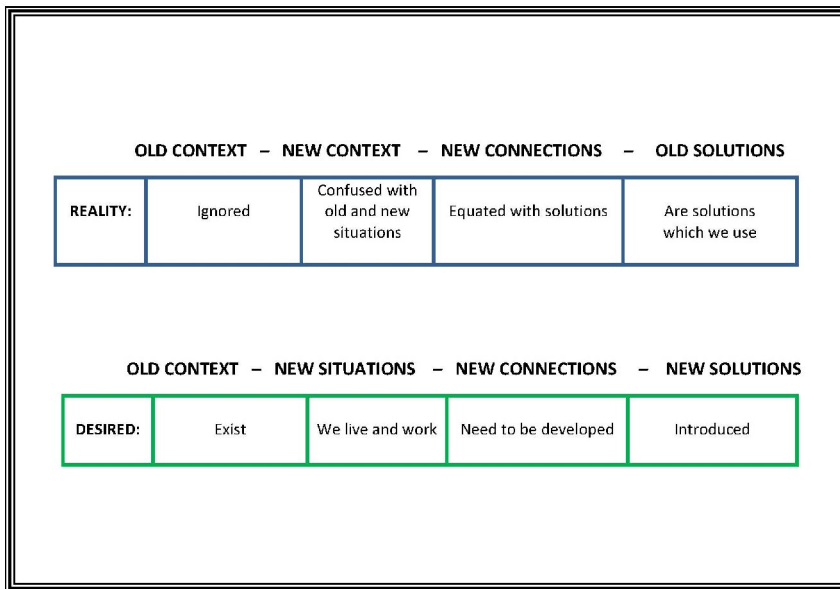 OLD CONTEXT – NEW CONTEXT – NEW CONNECTIONS – OLD SOLUTIONS
REALITY:
Ignored
Confused with
old and new
situations
Equated with solutions
Are solutions
which we use
OLD CONTEXT – NEW SITUATIONS – NEW CONNECTIONS – NEW SOLUTIONS
DESIRED:
Exist
We live and work
Need to be developed
Introduced